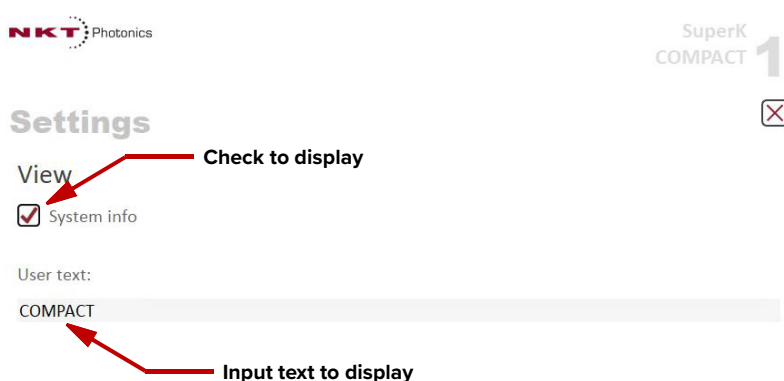 NKT Photonics
SuperK
COMPACT 1
Settings
Check to display
View
System info
User text:
COMPACT
Input text to display